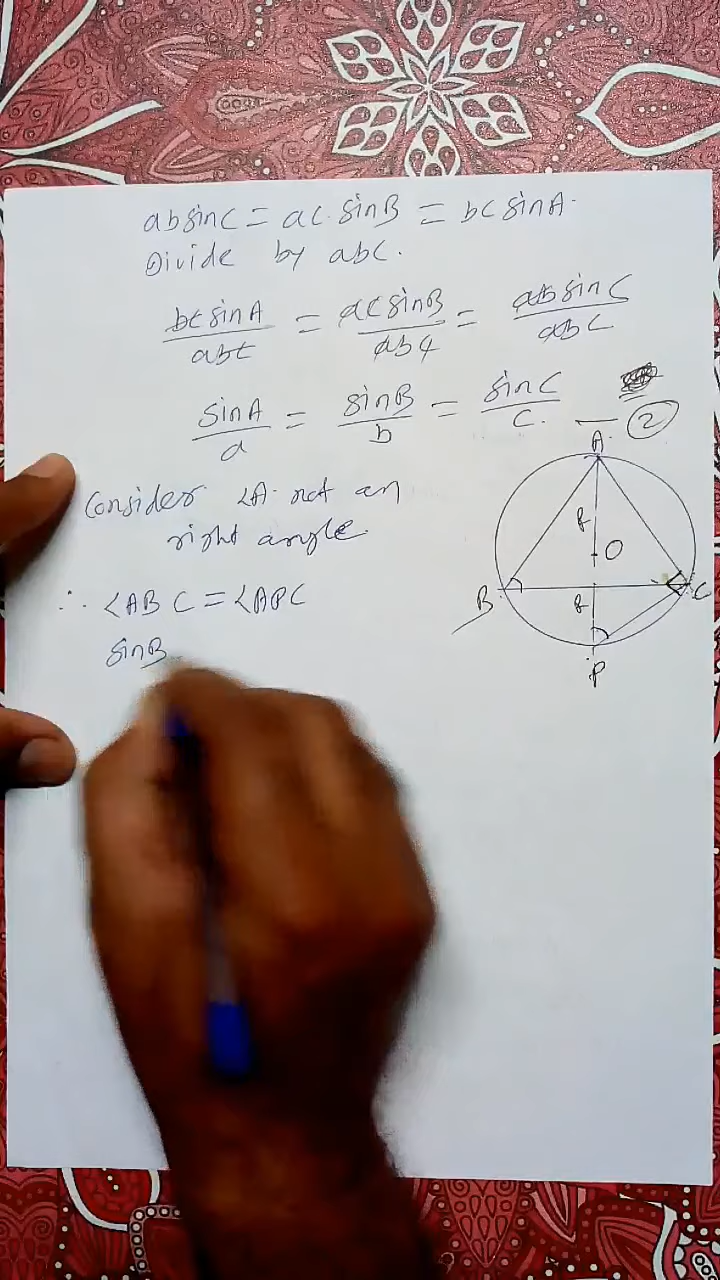 ab sinC = ac. sinB = bc sinA.
Divide by abc.
bc sinA / abc = ac sinB / abc = ab sinC / abc
sinA / a = sinB / b = sinC / c. — 2
Consider ∠A not an
right angle.
∴ ∠ABC = ∠APC
sinB
A
O
B
C
P